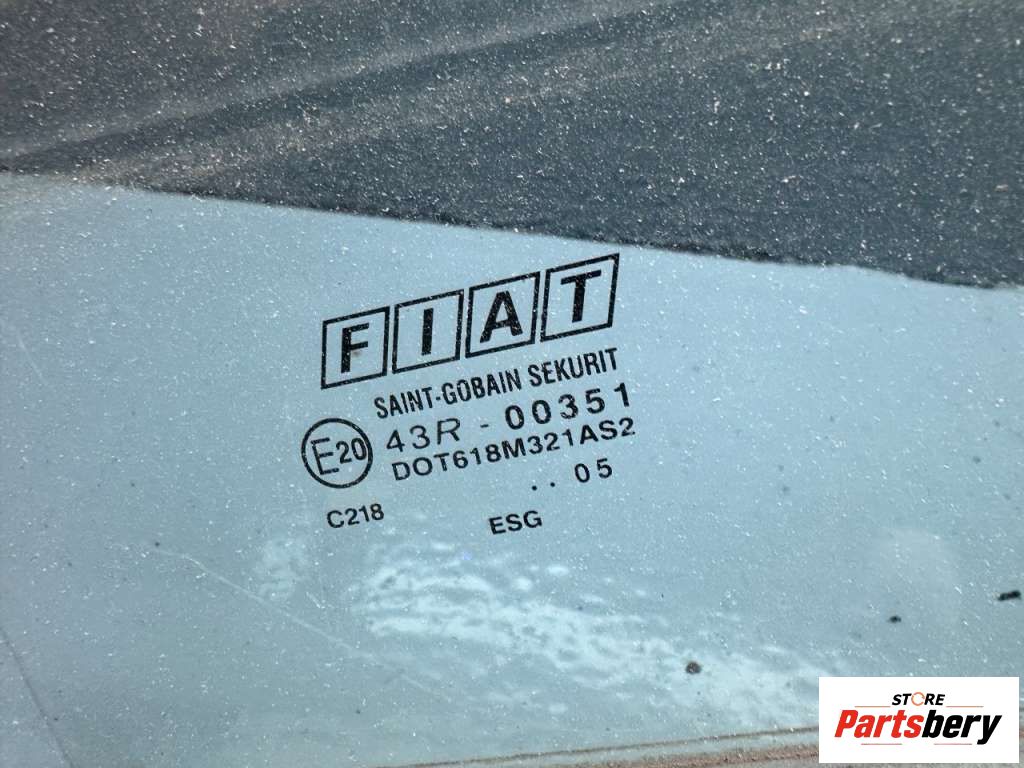 FIAT
SAINT-GOBAIN SEKURIT
E20 43R - 00351
DOT618M321AS2
.. 05
C218 ESG
STORE
Partsbery